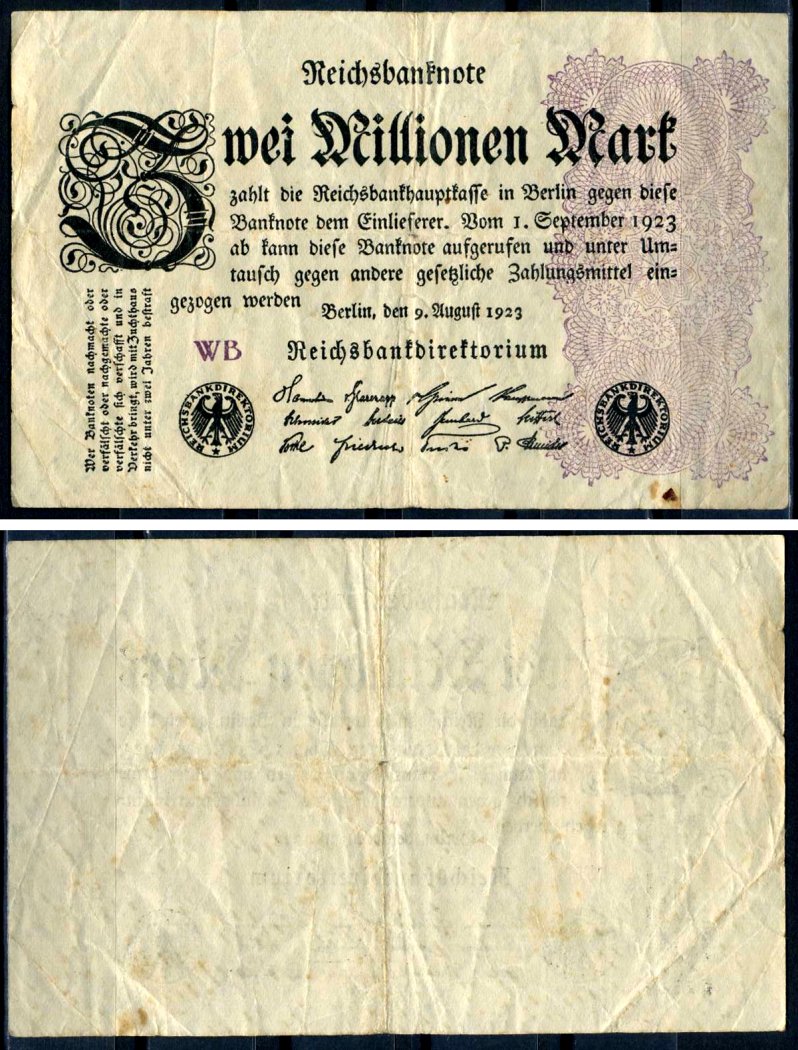 Reichsbanknote
Zwei Millionen Mark
zahlt die Reichsbankhauptkasse in Berlin gegen diese
Banknote dem Einlieferer. Vom 1. September 1923
ab kann diese Banknote aufgerufen und unter Um=
tausch gegen andere gesetzliche Zahlungsmittel ein=
gezogen werden
Berlin, den 9. August 1923
WB Reichsbankdirektorium
Wer Banknoten nachmacht oder
verfälscht oder nachgemachte oder
verfälschte sich verschafft und in
Verkehr bringt, wird mit Zuchthaus
nicht unter zwei Jahren bestraft
REICHSBANKDIREKTORIUM
REICHSBANKDIREKTORIUM